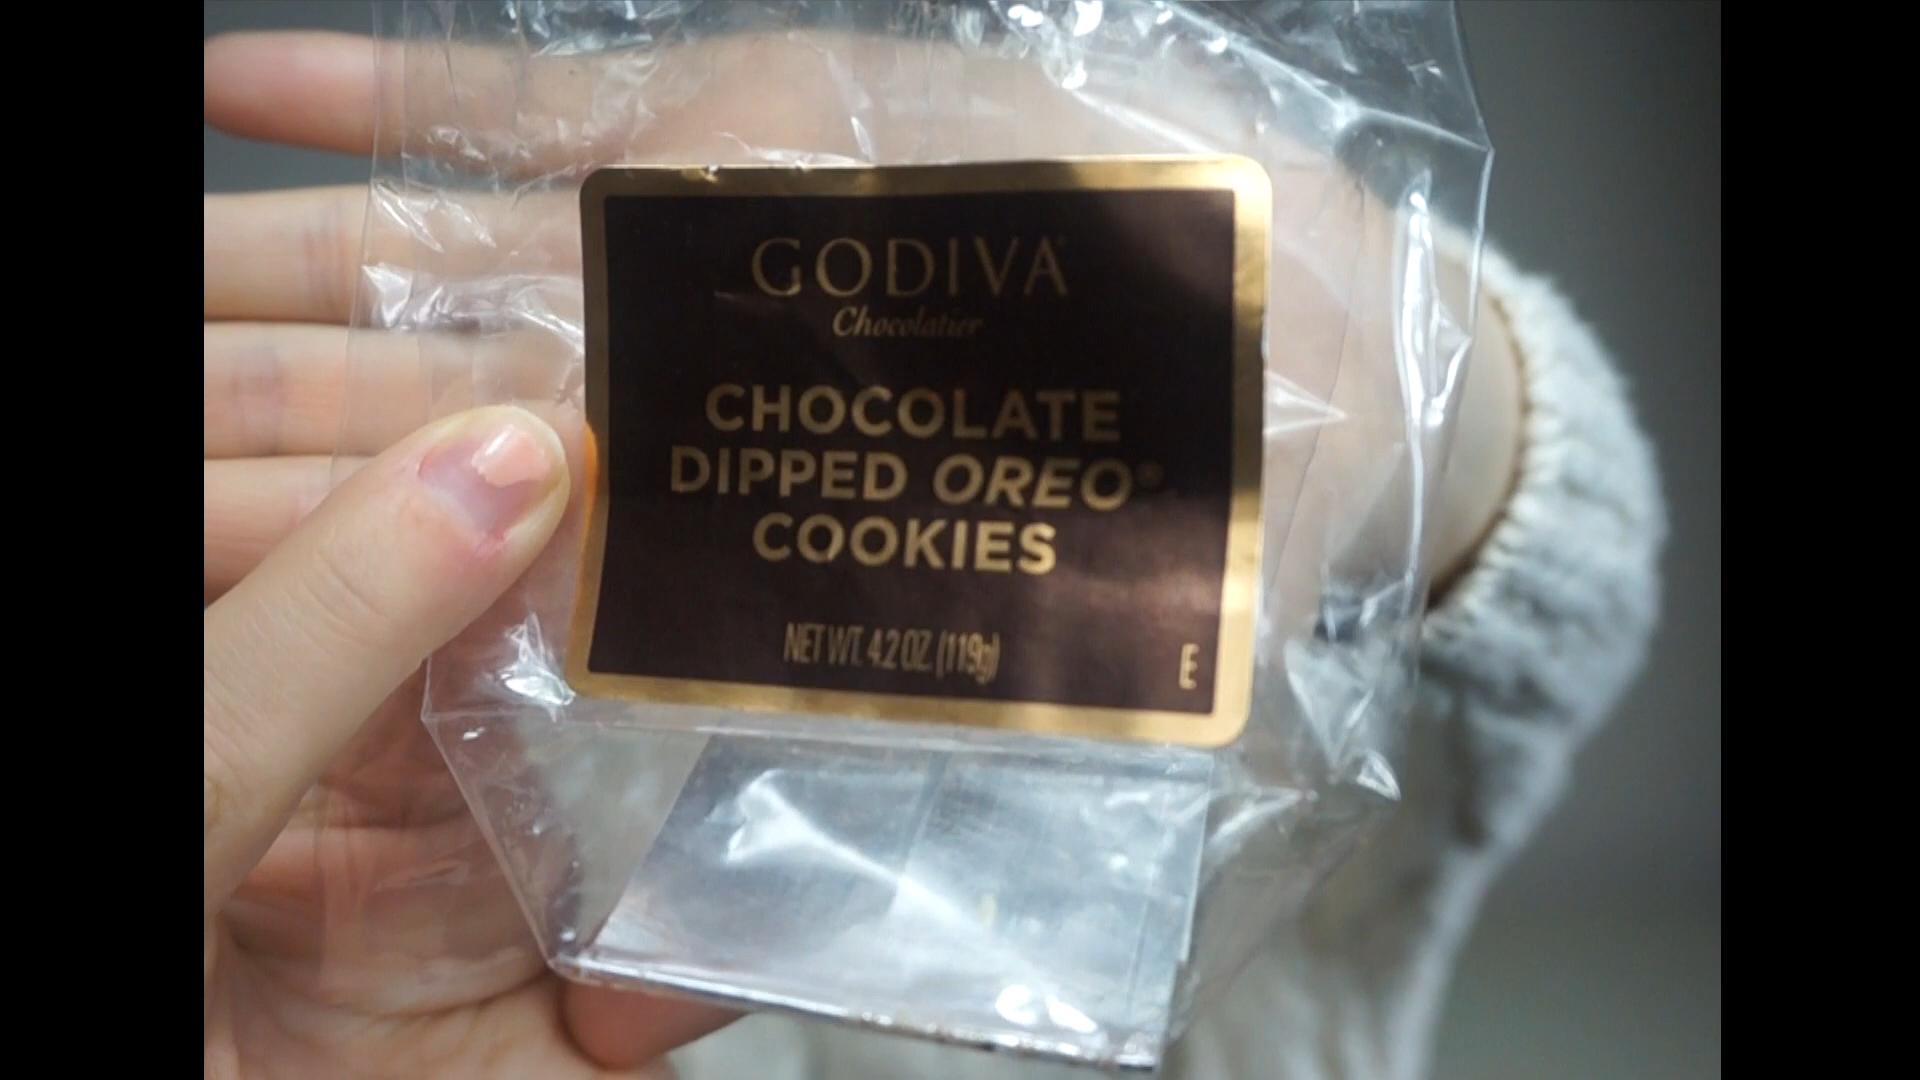 GODIVA
Chocolatier
CHOCOLATE
DIPPED OREO®
COOKIES
NET WT. 4.2 OZ. (119g)
E